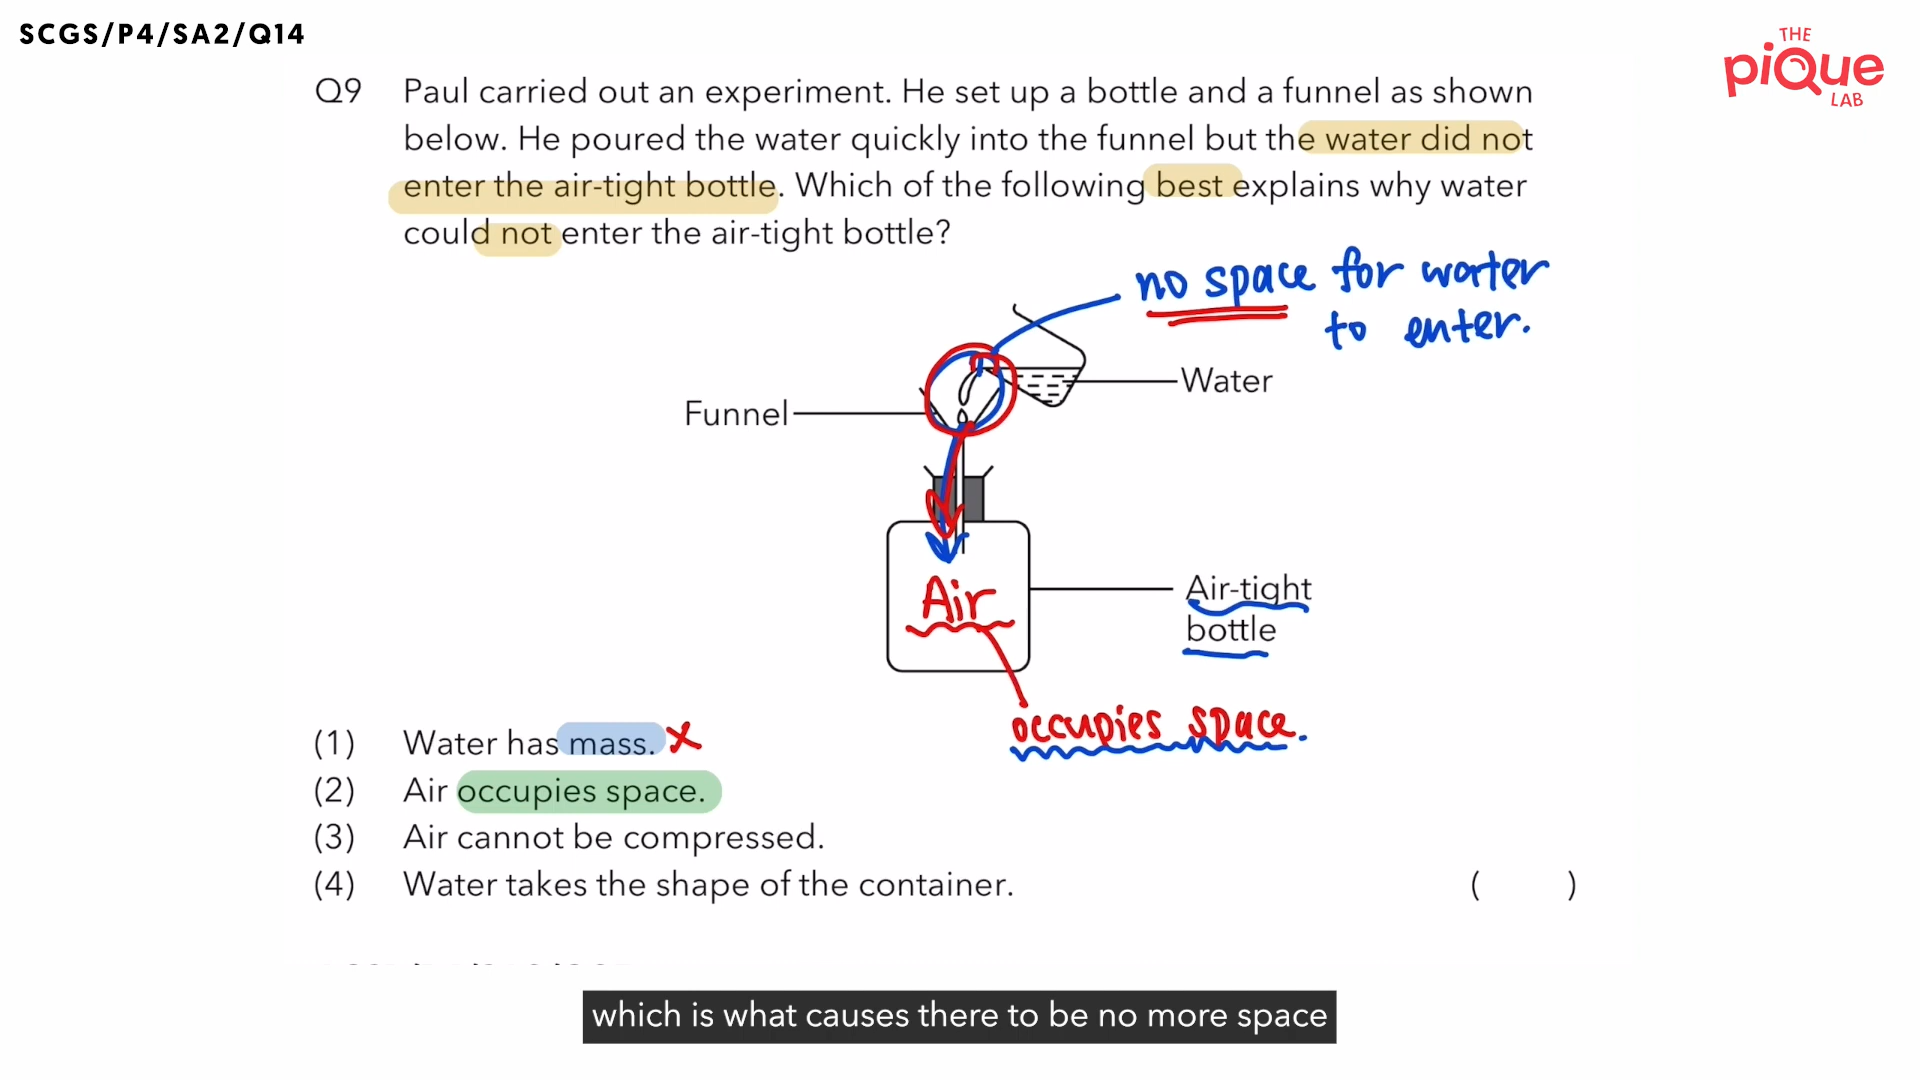 SCGS/P4/SA2/Q14
THE
pique
LAB
Q9 Paul carried out an experiment. He set up a bottle and a funnel as shown
below. He poured the water quickly into the funnel but the water did not
enter the air-tight bottle. Which of the following best explains why water
could not enter the air-tight bottle?
no space for water
to enter.
Water
Funnel
Air
Air-tight
bottle
occupies space.
(1) Water has mass. x
(2) Air occupies space.
(3) Air cannot be compressed.
(4) Water takes the shape of the container. ( )
which is what causes there to be no more space